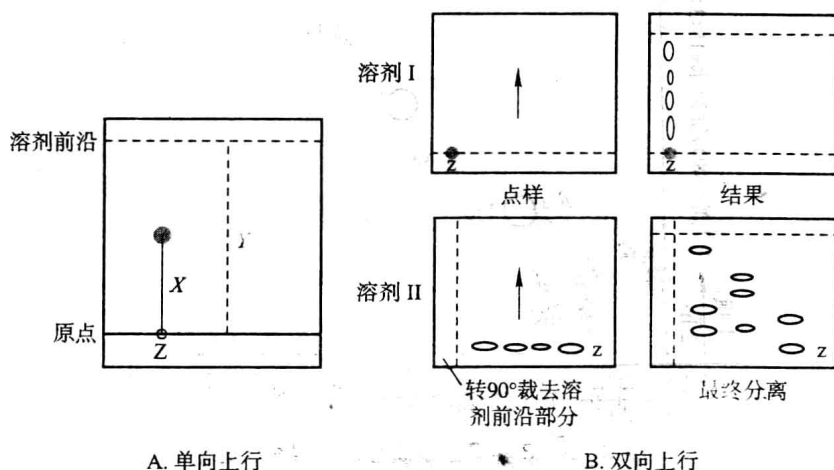 溶剂 I
溶剂前沿
z
z
点样
结果
X
原点
Z
溶剂 II
z
z
转90°裁去溶
剂前沿部分
最终分离
A. 单向上行
B. 双向上行